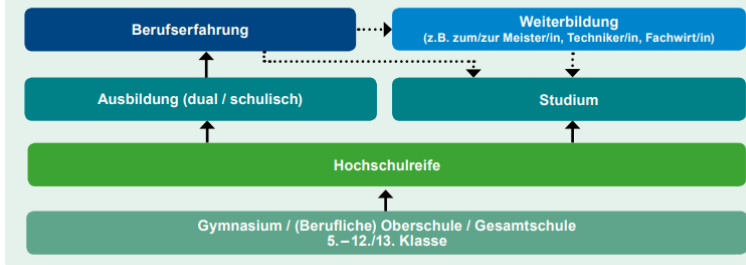 Berufserfahrung
Weiterbildung
(z.B. zum/zur Meister/in, Techniker/in, Fachwirt/in)
Ausbildung (dual / schulisch)
Studium
Hochschulreife
Gymnasium / (Berufliche) Oberschule / Gesamtschule
5.–12./13. Klasse